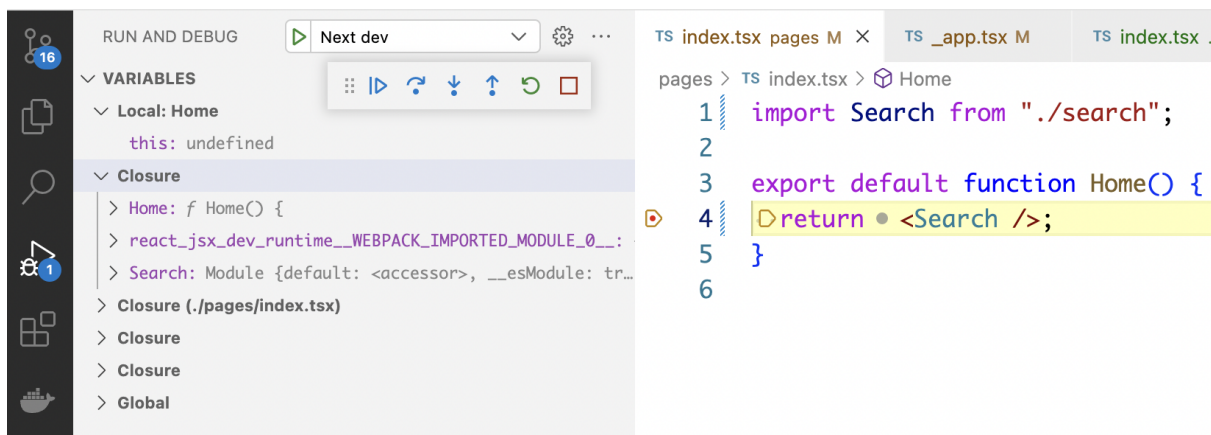 16
1
RUN AND DEBUG
Next dev
VARIABLES
Local: Home
this: undefined
Closure
Home: ƒ Home() {
react_jsx_dev_runtime__WEBPACK_IMPORTED_MODULE_0__:
Search: Module {default: <accessor>, __esModule: tr…
Closure (./pages/index.tsx)
Closure
Closure
Global
TS index.tsx pages M
TS _app.tsx M
TS index.tsx
pages > TS index.tsx > Home
1 import Search from "./search";
2
3 export default function Home() {
4 return <Search />;
5 }
6